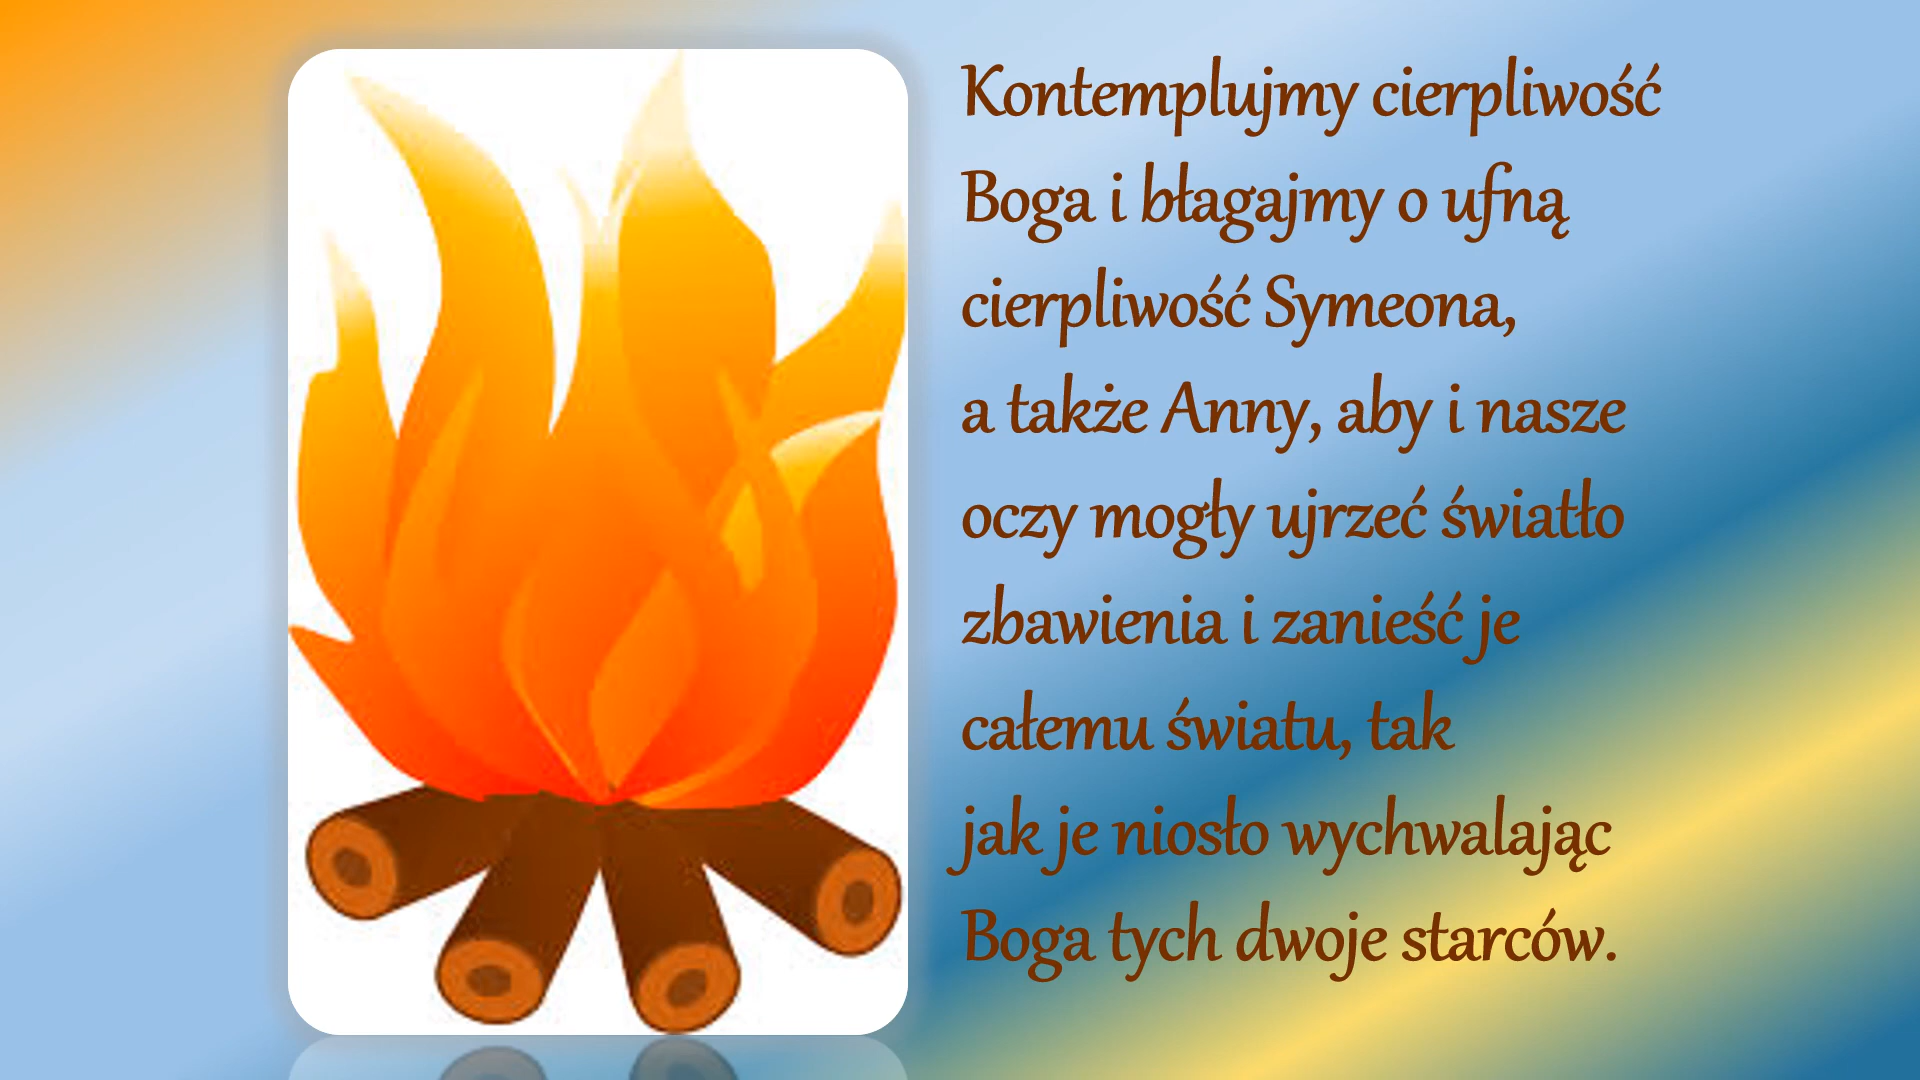 Kontemplujmy cierpliwość
Boga i błagajmy o ufną
cierpliwość Symeona,
a także Anny, aby i nasze
oczy mogły ujrzeć światło
zbawienia i zanieść je
całemu światu, tak
jak je niosło wychwalając
Boga tych dwoje starców.